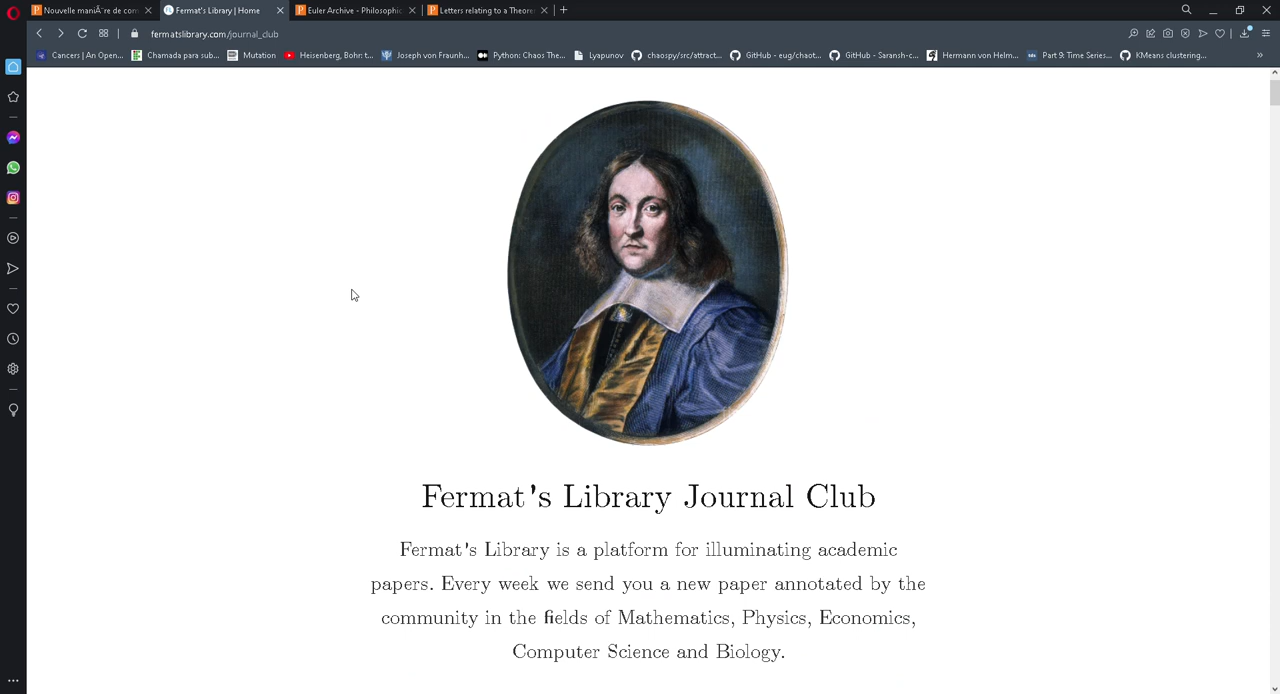 Nouvelle maniÃ¨re de com
Fermat's Library | Home
Euler Archive - Philosophic
Letters relating to a Theorem
fermatslibrary.com/journal_club
Cancers | An Open...
Chamada para sub...
Mutation
Heisenberg, Bohr: t...
Joseph von Fraunh...
Python: Chaos The...
Lyapunov
chaospy/src/attract...
GitHub - eug/chaot...
GitHub - Saransh-c...
Hermann von Helm...
Part 9: Time Series...
KMeans clustering...
Fermat's Library Journal Club
Fermat's Library is a platform for illuminating academic
papers. Every week we send you a new paper annotated by the
community in the fields of Mathematics, Physics, Economics,
Computer Science and Biology.